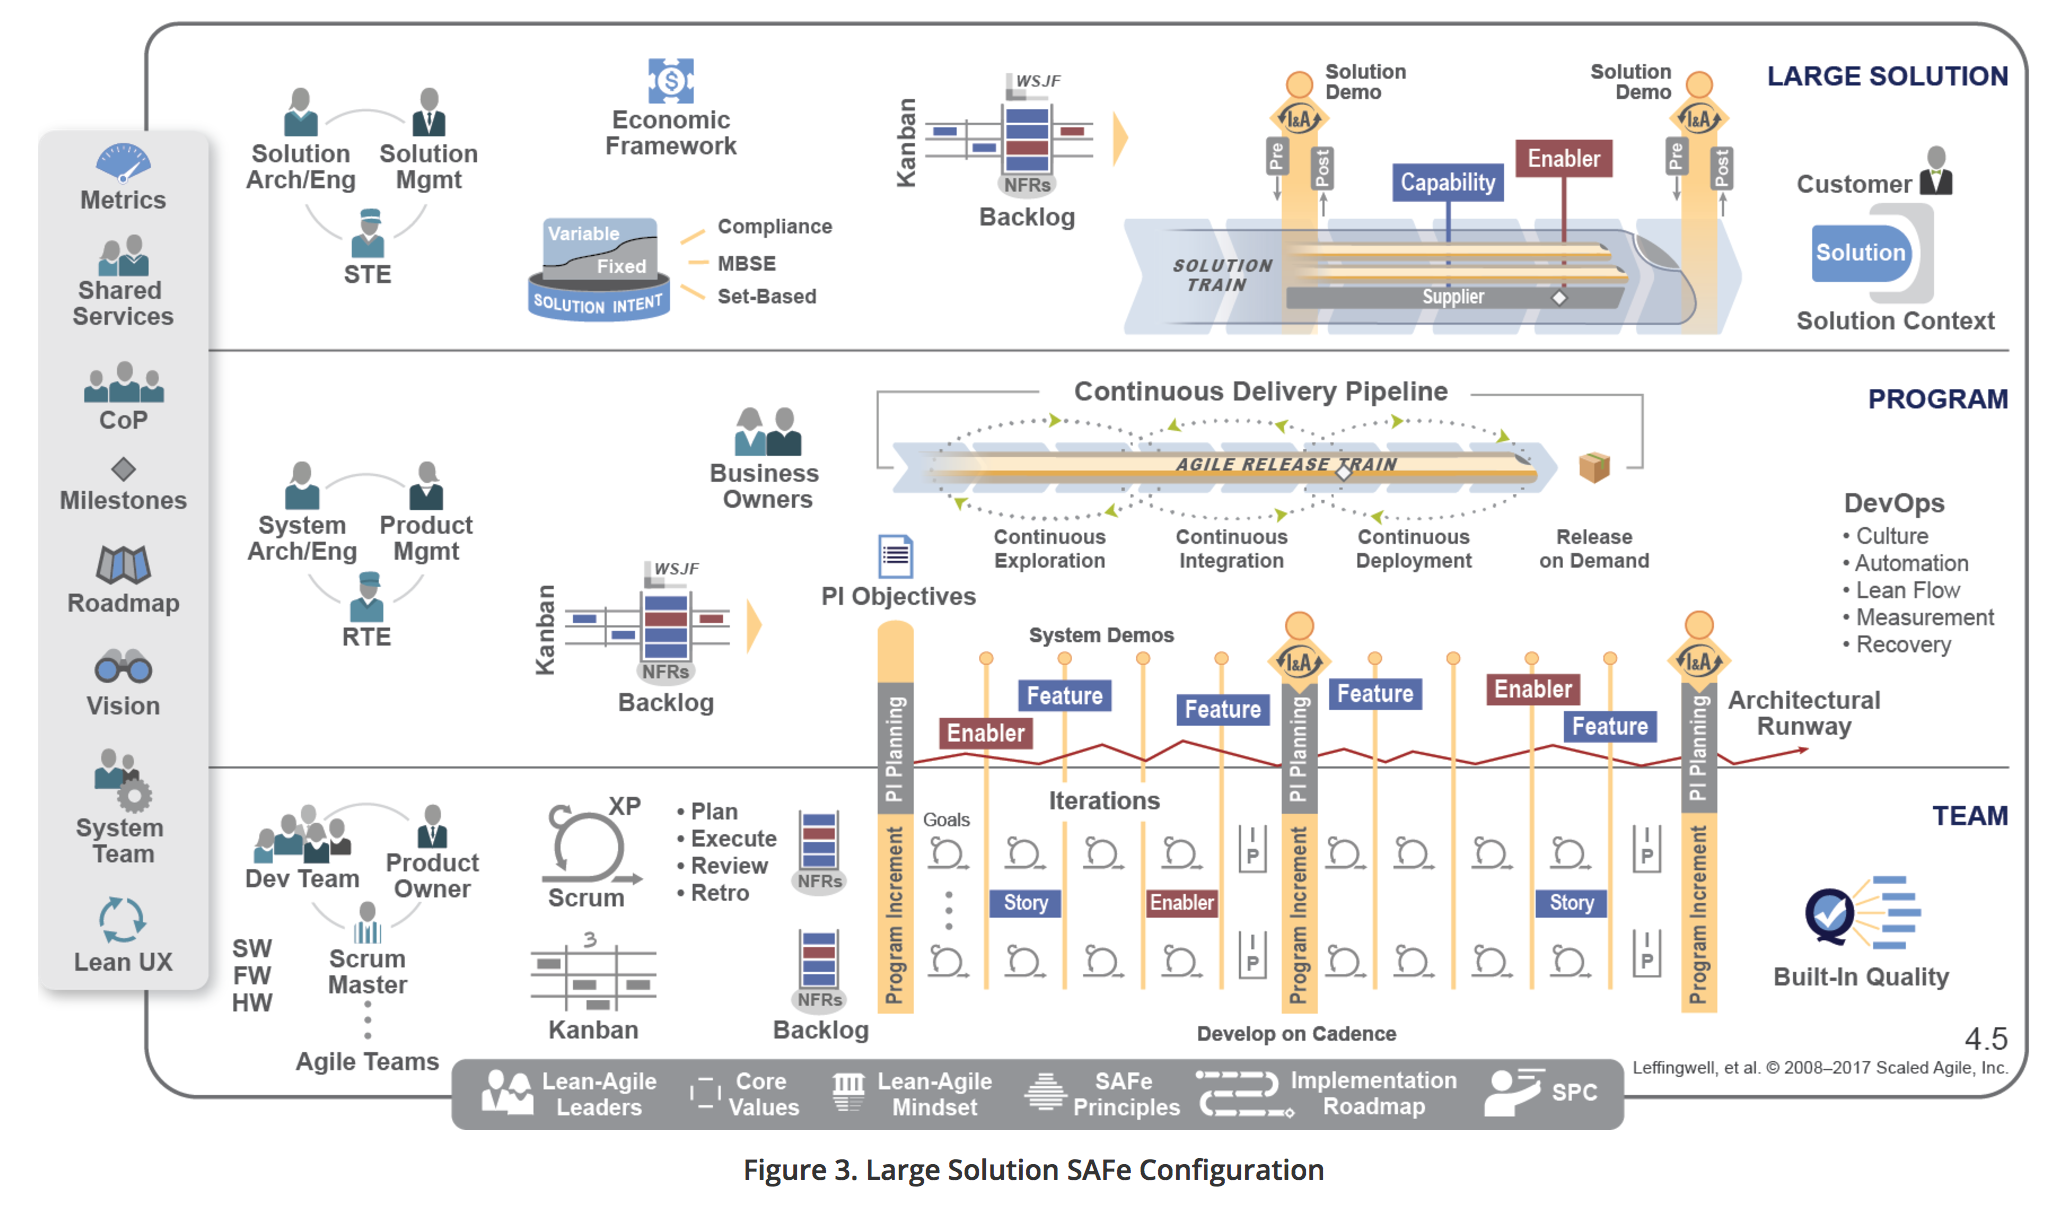 LARGE SOLUTION
Solution
Arch/Eng
Solution
Mgmt
STE
Economic
Framework
Variable
Fixed
SOLUTION INTENT
Compliance
MBSE
Set-Based
Kanban
WSJF
NFRs
Backlog
Solution
Demo
I&A
Pre
Post
Capability
Enabler
Solution
Demo
I&A
Pre
Post
SOLUTION
TRAIN
Supplier
Customer
Solution
Solution Context
Metrics
Shared
Services
CoP
Milestones
Roadmap
Vision
System
Team
Lean UX
PROGRAM
System
Arch/Eng
Product
Mgmt
RTE
Business
Owners
Kanban
WSJF
NFRs
Backlog
Continuous Delivery Pipeline
AGILE RELEASE TRAIN
Continuous
Exploration
Continuous
Integration
Continuous
Deployment
Release
on Demand
DevOps
• Culture
• Automation
• Lean Flow
• Measurement
• Recovery
PI Objectives
System Demos
I&A
I&A
Enabler
Feature
Feature
Feature
Enabler
Feature
Architectural
Runway
PI Planning
PI Planning
PI Planning
TEAM
Dev Team
Product
Owner
Scrum
Master
SW
FW
HW
Agile Teams
XP
Scrum
• Plan
• Execute
• Review
• Retro
3
Kanban
NFRs
NFRs
Backlog
Program Increment
Program Increment
Program Increment
Iterations
Goals
I
P
I
P
Story
Enabler
Story
I
P
I
P
Develop on Cadence
Built-In Quality
4.5
Leffingwell, et al. © 2008–2017 Scaled Agile, Inc.
Lean-Agile
Leaders
Core
Values
Lean-Agile
Mindset
SAFe
Principles
Implementation
Roadmap
SPC
Figure 3. Large Solution SAFe Configuration